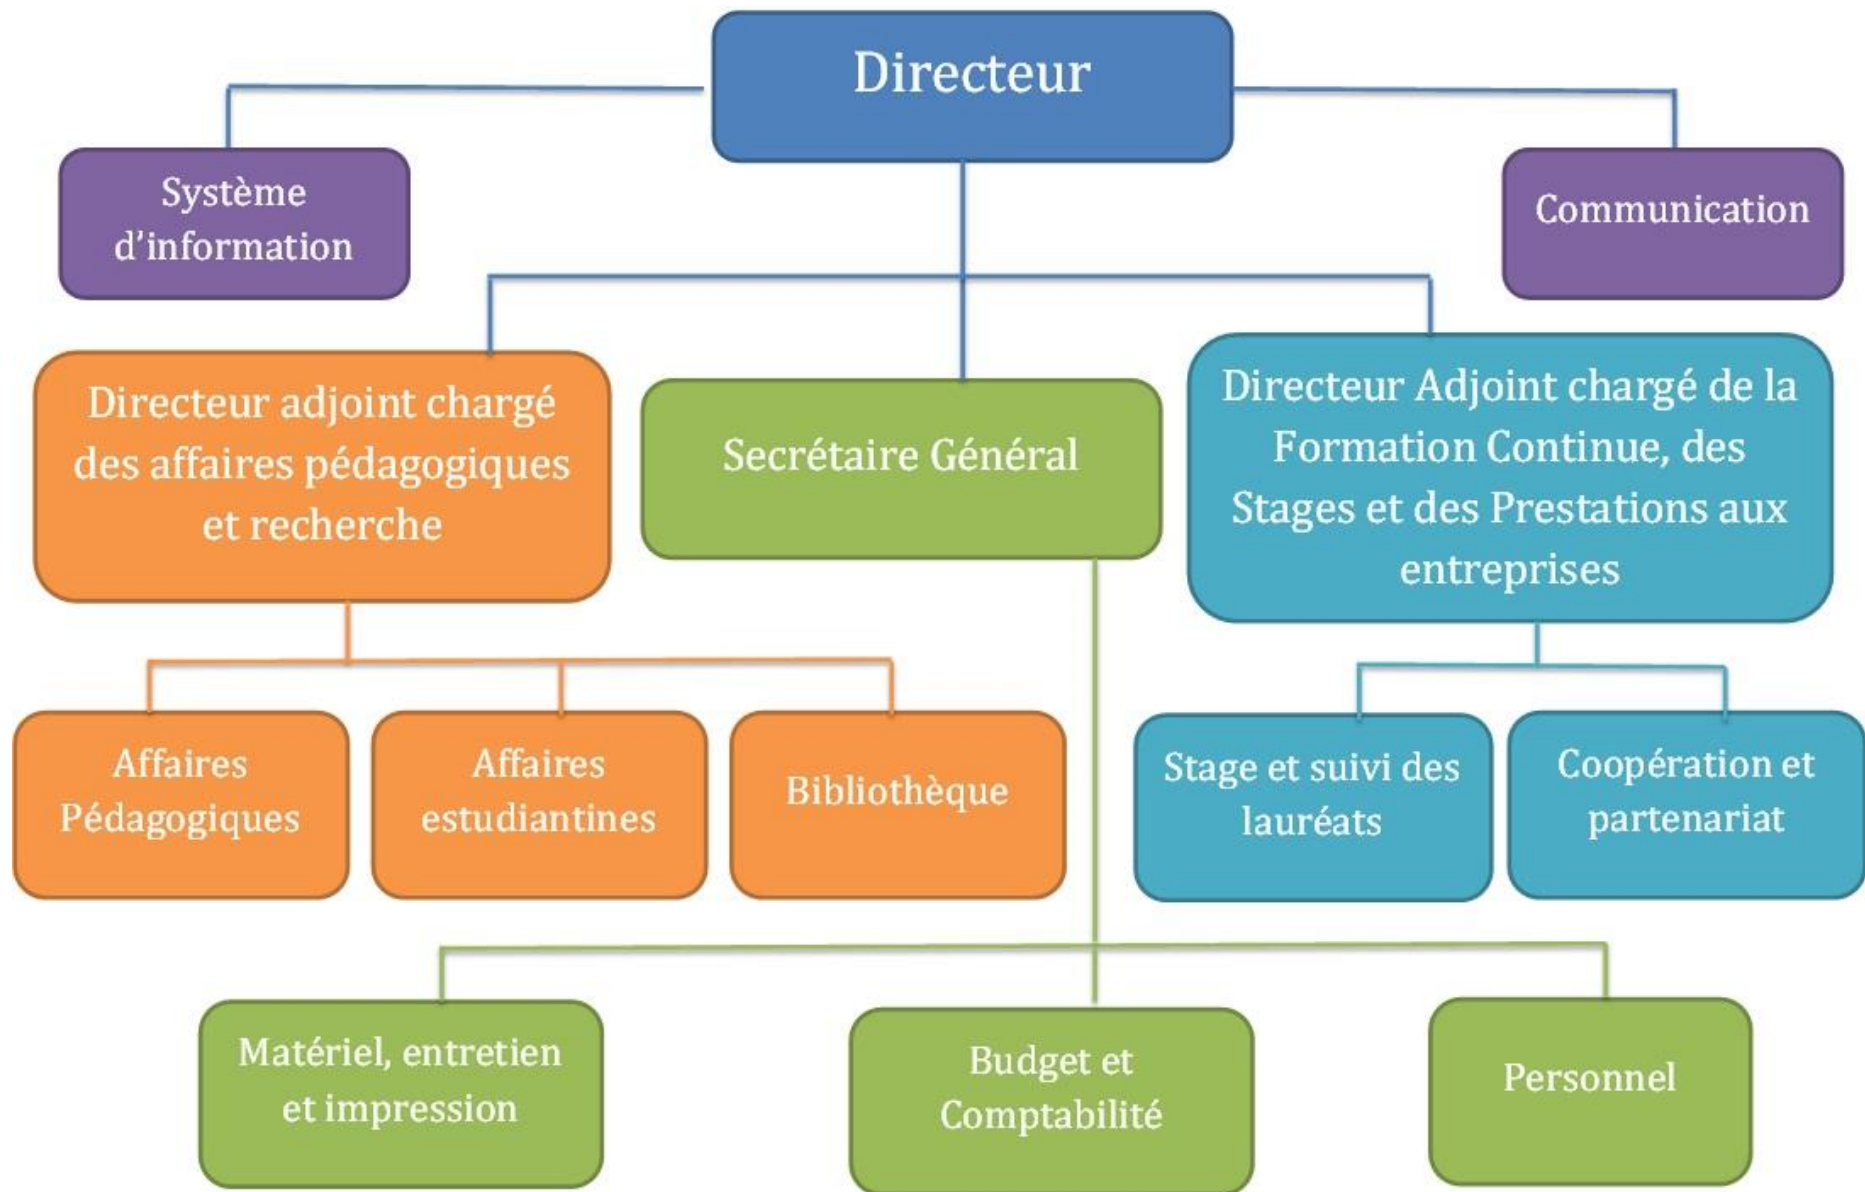 Directeur
Système
d'information
Communication
Directeur adjoint chargé
des affaires pédagogiques
et recherche
Secrétaire Général
Directeur Adjoint chargé de la
Formation Continue, des
Stages et des Prestations aux
entreprises
Affaires
Pédagogiques
Affaires
estudiantines
Bibliothèque
Stage et suivi des
lauréats
Coopération et
partenariat
Matériel, entretien
et impression
Budget et
Comptabilité
Personnel